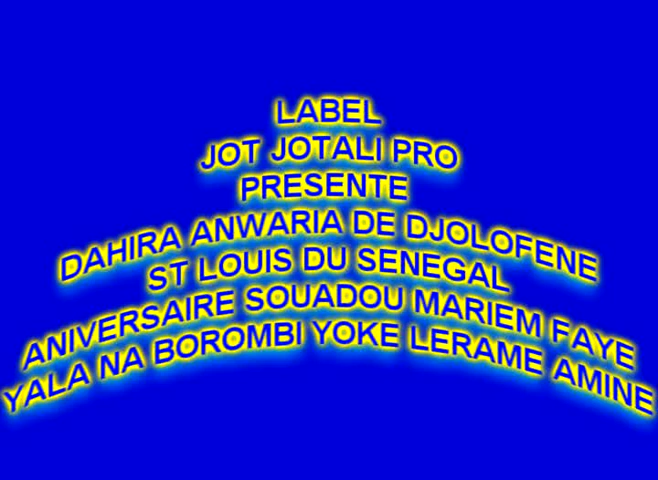 LABEL
JOT JOTALI PRO
PRESENTE
DAHIRA ANWARIA DE DJOLOFENE
ST LOUIS DU SENEGAL
ANIVERSAIRE SOUADOU MARIEM FAYE
YALA NA BOROMBI YOKE LERAME AMINE